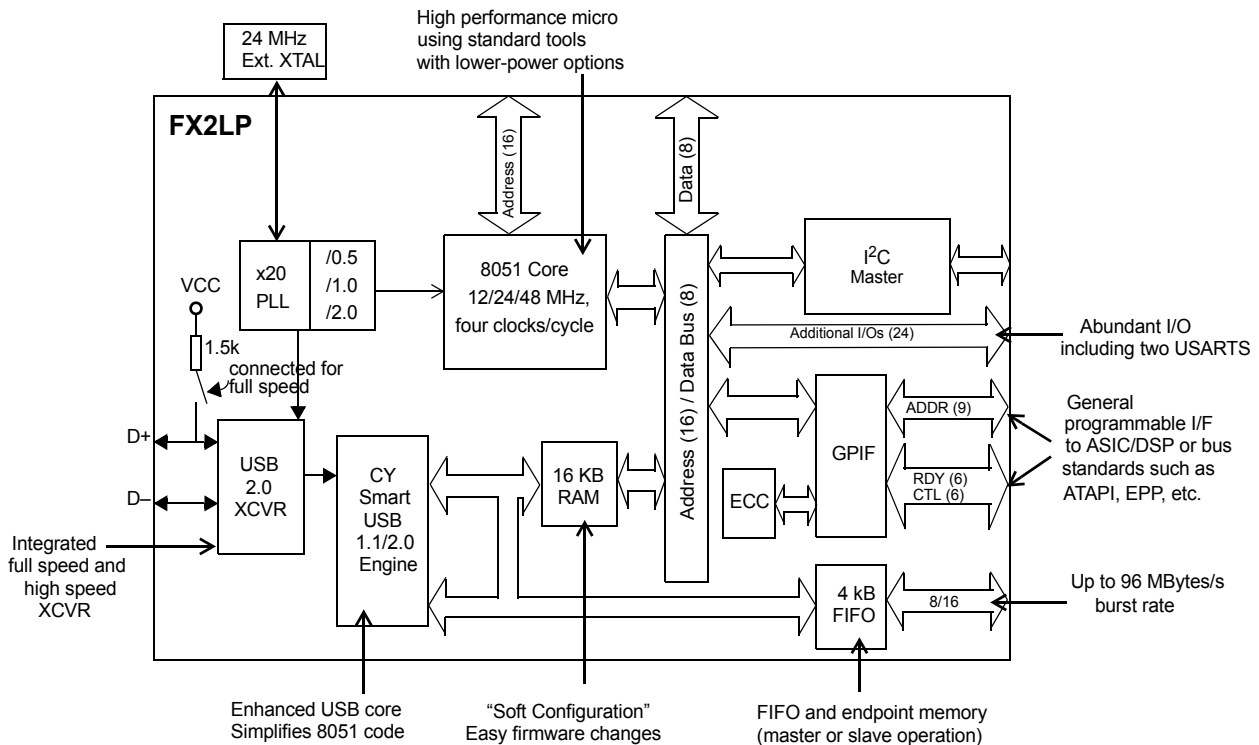 High performance micro
using standard tools
with lower-power options
24 MHz
Ext. XTAL
FX2LP
Address (16)
Data (8)
x20
PLL
/0.5
/1.0
/2.0
8051 Core
12/24/48 MHz,
four clocks/cycle
I²C
Master
VCC
1.5k
connected for
full speed
Additional I/Os (24)
Abundant I/O
including two USARTS
Address (16) / Data Bus (8)
ADDR (9)
GPIF
RDY (6)
CTL (6)
General
programmable I/F
to ASIC/DSP or bus
standards such as
ATAPI, EPP, etc.
D+
D–
USB
2.0
XCVR
CY
Smart
USB
1.1/2.0
Engine
16 KB
RAM
ECC
Integrated
full speed and
high speed
XCVR
4 kB
FIFO
8/16
Up to 96 MBytes/s
burst rate
Enhanced USB core
Simplifies 8051 code
“Soft Configuration”
Easy firmware changes
FIFO and endpoint memory
(master or slave operation)